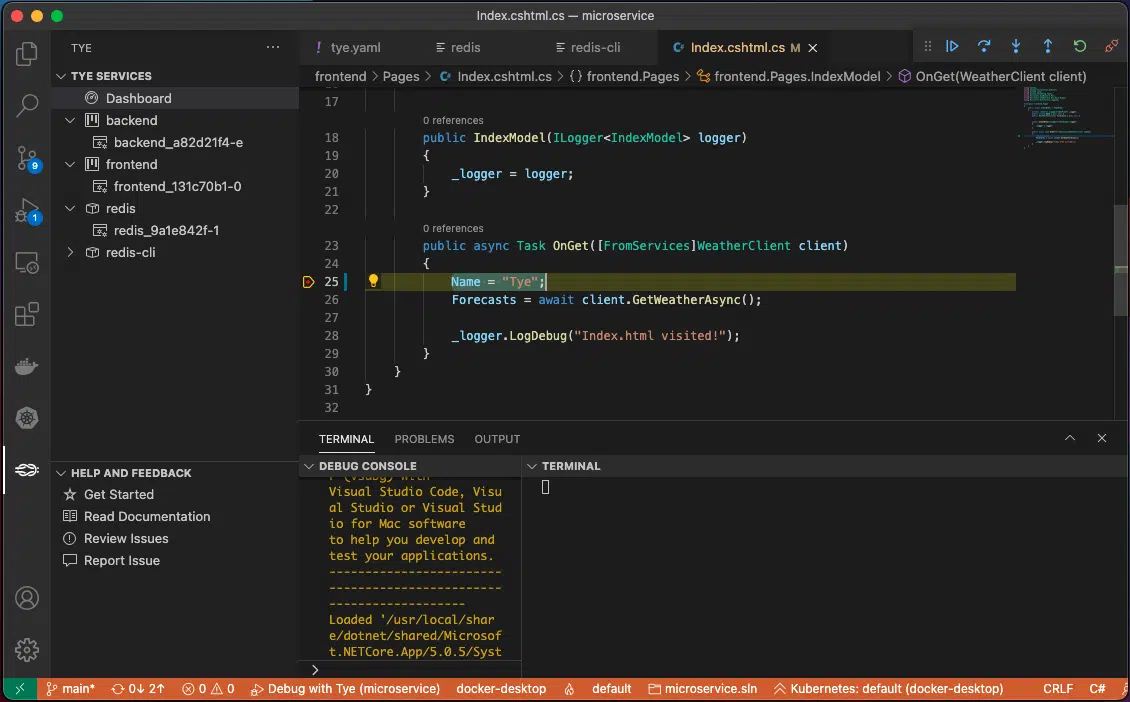 Index.cshtml.cs — microservice
TYE ...
! tye.yaml
redis
redis-cli
Index.cshtml.cs M
frontend > Pages > Index.cshtml.cs > {} frontend.Pages > frontend.Pages.IndexModel > OnGet(WeatherClient client)
TYE SERVICES
Dashboard
backend
backend_a82d21f4-e
frontend
frontend_131c70b1-0
redis
redis_9a1e842f-1
redis-cli
9
1
17
0 references
18 public IndexModel(ILogger<IndexModel> logger)
19 {
20 _logger = logger;
21 }
22
0 references
23 public async Task OnGet([FromServices]WeatherClient client)
24 {
25 Name = "Tye";
26 Forecasts = await client.GetWeatherAsync();
27
28 _logger.LogDebug("Index.html visited!");
29 }
30 }
31 }
32
HELP AND FEEDBACK
Get Started
Read Documentation
Review Issues
Report Issue
TERMINAL PROBLEMS OUTPUT
DEBUG CONSOLE
Visual Studio Code, Visu
al Studio or Visual Stud
io for Mac software
to help you develop and
test your applications.
------------------------
------------------------
-------------------
Loaded '/usr/local/shar
e/dotnet/shared/Microsof
t.NETCore.App/5.0.5/Syst
>
TERMINAL
main* 0↓ 2↑ 0 0 Debug with Tye (microservice) docker-desktop default microservice.sln Kubernetes: default (docker-desktop) CRLF C#